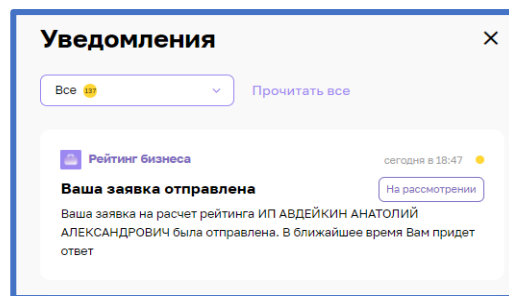 Уведомления
Все 137
Прочитать все
Рейтинг бизнеса
сегодня в 18:47
Ваша заявка отправлена
На рассмотрении
Ваша заявка на расчет рейтинга ИП АВДЕЙКИН АНАТОЛИЙ
АЛЕКСАНДРОВИЧ была отправлена. В ближайшее время Вам придет
ответ